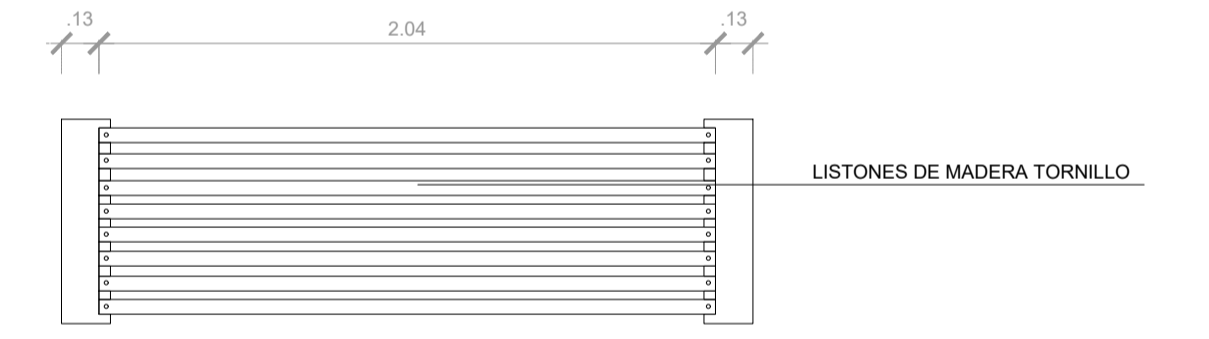 .13
2.04
.13
LISTONES DE MADERA TORNILLO